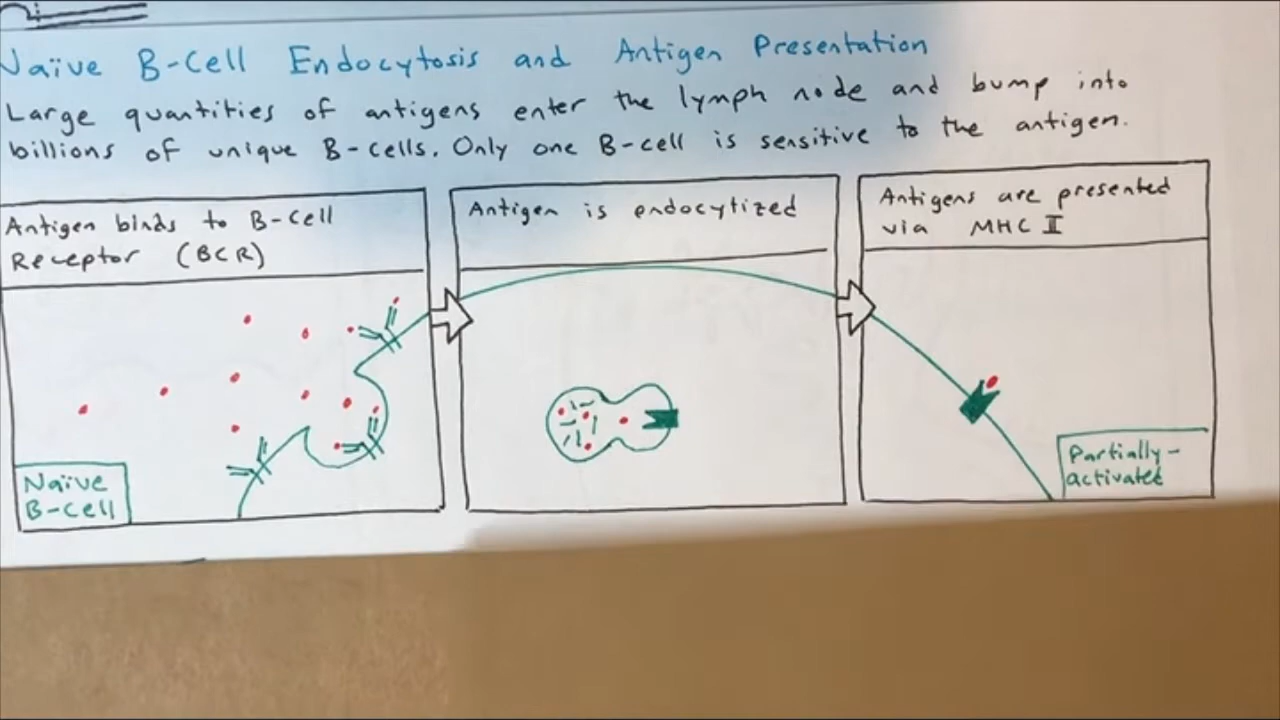 Naïve B-Cell Endocytosis and Antigen Presentation
Large quantities of antigens enter the lymph node and bump into
billions of unique B-cells. Only one B-cell is sensitive to the antigen.
Antigen binds to B-Cell
Receptor (BCR)
Naïve
B-Cell
Antigen is endocytized
Antigens are presented
via MHC II
Partially-
activated